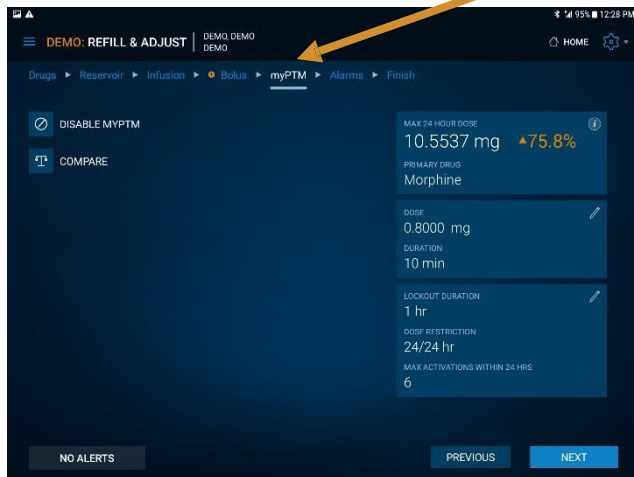 95% 12:28 PM
DEMO: REFILL & ADJUST
DEMO, DEMO
DEMO
HOME
Drugs Reservoir Infusion Bolus myPTM Alarms Finish
DISABLE MYPTM
COMPARE
MAX 24 HOUR DOSE
10.5537 mg ▲75.8%
PRIMARY DRUG
Morphine
DOSE
0.8000 mg
DURATION
10 min
LOCKOUT DURATION
1 hr
DOSE RESTRICTION
24/24 hr
MAX ACTIVATIONS WITHIN 24 HRS
6
NO ALERTS
PREVIOUS
NEXT